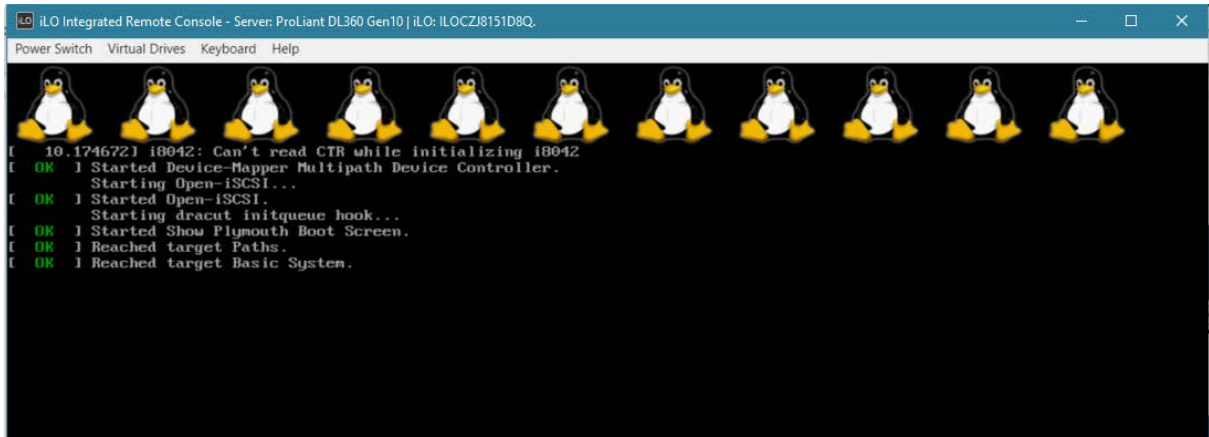 iLO iLO Integrated Remote Console - Server: ProLiant DL360 Gen10 | iLO: ILOCZJ8151D8Q.
Power Switch Virtual Drives Keyboard Help
[   10.174672] i8042: Can't read CTR while initializing i8042
[  OK  ] Started Device-Mapper Multipath Device Controller.
Starting Open-iSCSI...
[  OK  ] Started Open-iSCSI.
Starting dracut initqueue hook...
[  OK  ] Started Show Plymouth Boot Screen.
[  OK  ] Reached target Paths.
[  OK  ] Reached target Basic System.